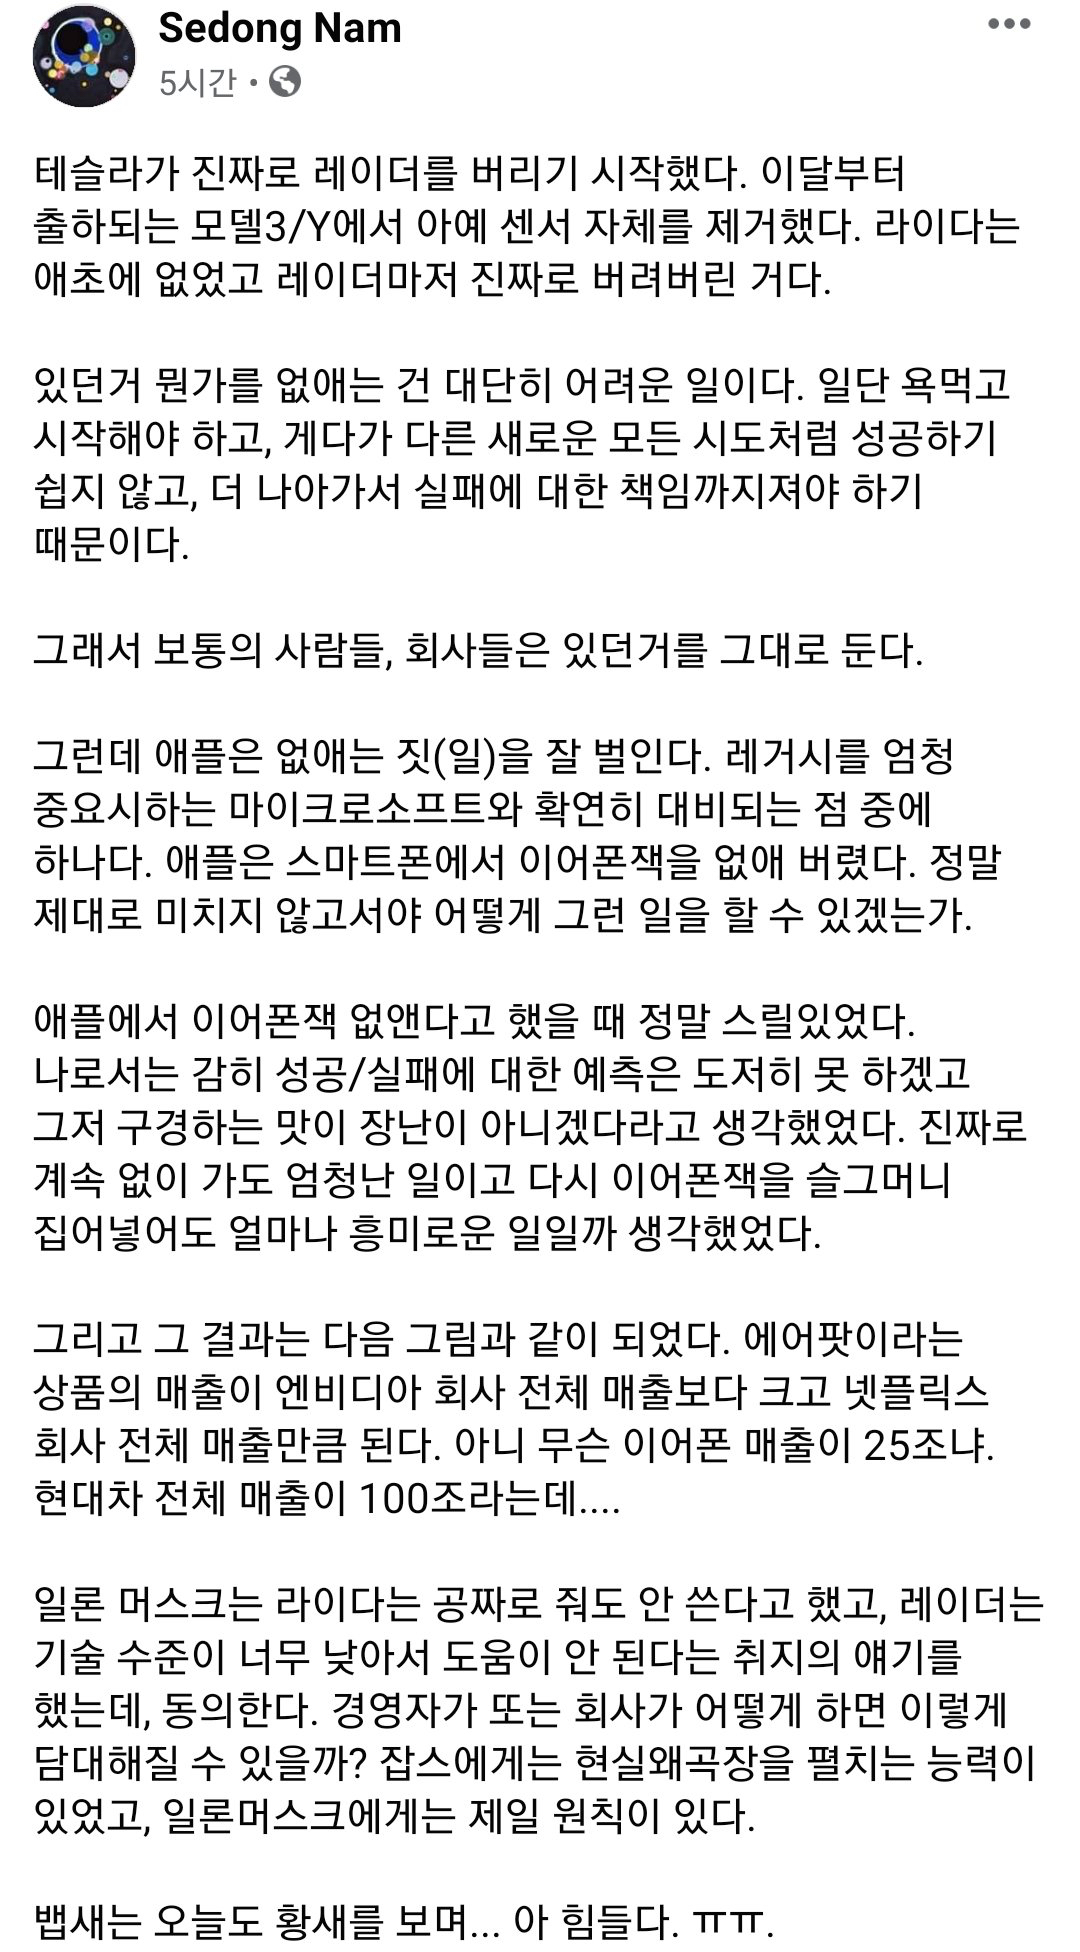 Sedong Nam
5시간 •
테슬라가 진짜로 레이더를 버리기 시작했다. 이달부터
출하되는 모델3/Y에서 아예 센서 자체를 제거했다. 라이다는
애초에 없었고 레이더마저 진짜로 버려버린 거다.
있던거 뭔가를 없애는 건 대단히 어려운 일이다. 일단 욕먹고
시작해야 하고, 게다가 다른 새로운 모든 시도처럼 성공하기
쉽지 않고, 더 나아가서 실패에 대한 책임까지져야 하기
때문이다.
그래서 보통의 사람들, 회사들은 있던거를 그대로 둔다.
그런데 애플은 없애는 짓(일)을 잘 벌인다. 레거시를 엄청
중요시하는 마이크로소프트와 확연히 대비되는 점 중에
하나다. 애플은 스마트폰에서 이어폰잭을 없애 버렸다. 정말
제대로 미치지 않고서야 어떻게 그런 일을 할 수 있겠는가.
애플에서 이어폰잭 없앤다고 했을 때 정말 스릴있었다.
나로서는 감히 성공/실패에 대한 예측은 도저히 못 하겠고
그저 구경하는 맛이 장난이 아니겠다라고 생각했었다. 진짜로
계속 없이 가도 엄청난 일이고 다시 이어폰잭을 슬그머니
집어넣어도 얼마나 흥미로운 일일까 생각했었다.
그리고 그 결과는 다음 그림과 같이 되었다. 에어팟이라는
상품의 매출이 엔비디아 회사 전체 매출보다 크고 넷플릭스
회사 전체 매출만큼 된다. 아니 무슨 이어폰 매출이 25조냐.
현대차 전체 매출이 100조라는데....
일론 머스크는 라이다는 공짜로 줘도 안 쓴다고 했고, 레이더는
기술 수준이 너무 낮아서 도움이 안 된다는 취지의 얘기를
했는데, 동의한다. 경영자가 또는 회사가 어떻게 하면 이렇게
담대해질 수 있을까? 잡스에게는 현실왜곡장을 펼치는 능력이
있었고, 일론머스크에게는 제일 원칙이 있다.
뱁새는 오늘도 황새를 보며... 아 힘들다. ㅠㅠ.